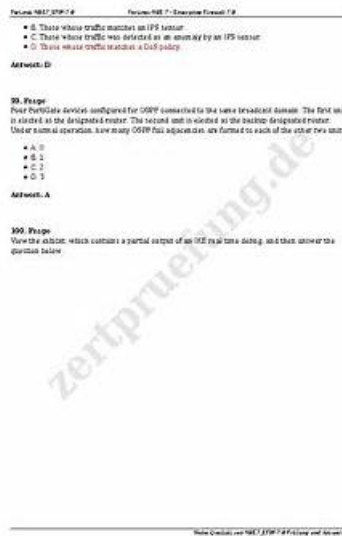 Fortinet NSE7_EFW-7.0 Fortinet NSE 7 - Enterprise Firewall 7.0
B. Those whose traffic matches an IPS sensor.
C. Those whose traffic was detected as an anomaly by an IPS sensor.
D. Those whose traffic matches a DoS policy.
Antwort: D
99. Frage
Four FortiGate devices configured for OSPF connected to the same broadcast domain. The first unit
is elected as the designated router. The second unit is elected as the backup designated router.
Under normal operation, how many OSPF full adjacencies are formed to each of the other two units
A. 0
B. 1
C. 2
D. 3
Antwort: A
100. Frage
View the exhibit, which contains a partial output of an IKE real time debug, and then answer the
question below
zertpruefung.de
NSE7_EFW-7.0 Prüfung und